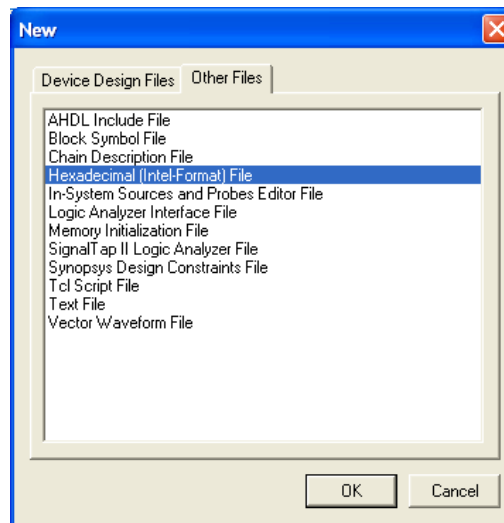 New
Device Design Files Other Files
AHDL Include File
Block Symbol File
Chain Description File
Hexadecimal (Intel-Format) File
In-System Sources and Probes Editor File
Logic Analyzer Interface File
Memory Initialization File
SignalTap II Logic Analyzer File
Synopsys Design Constraints File
Tcl Script File
Text File
Vector Waveform File
OK Cancel